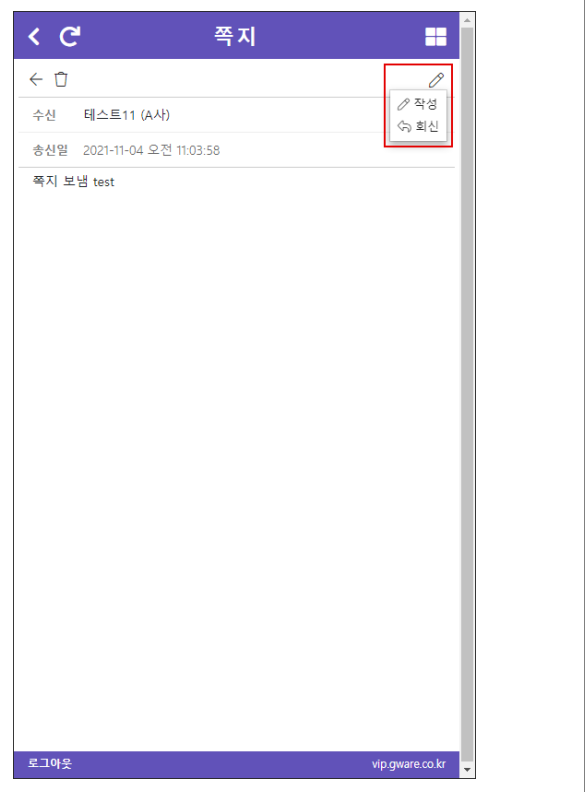 쪽지
작성
회신
수신 테스트11 (A사)
송신일 2021-11-04 오전 11:03:58
쪽지 보냄 test
로그아웃 vip.gware.co.kr